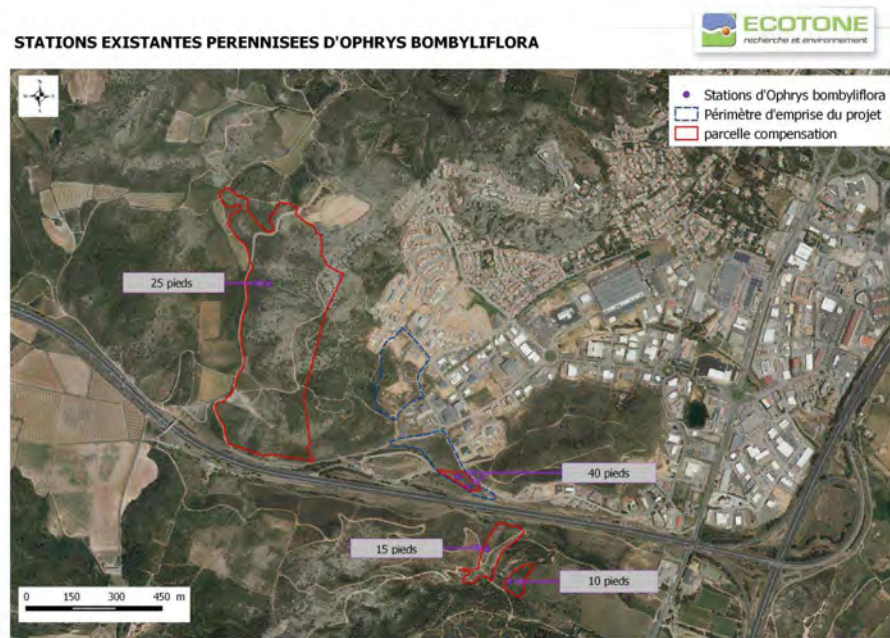 ECOTONE
recherche et environnement
STATIONS EXISTANTES PERENNISEES D'OPHRYS BOMBYLIFLORA
Stations d'Ophrys bombyliflora
Périmètre d'emprise du projet
parcelle compensation
25 pieds
40 pieds
15 pieds
10 pieds
0 150 300 450 m